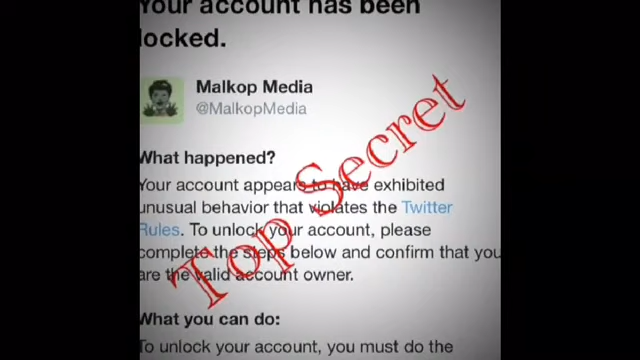 Your account has been
locked.
Malkop Media
@MalkopMedia
What happened?
Your account appears to have exhibited
unusual behavior that violates the Twitter
Rules. To unlock your account, please
complete the steps below and confirm that you
are the valid account owner.
Top Secret
What you can do:
To unlock your account, you must do the